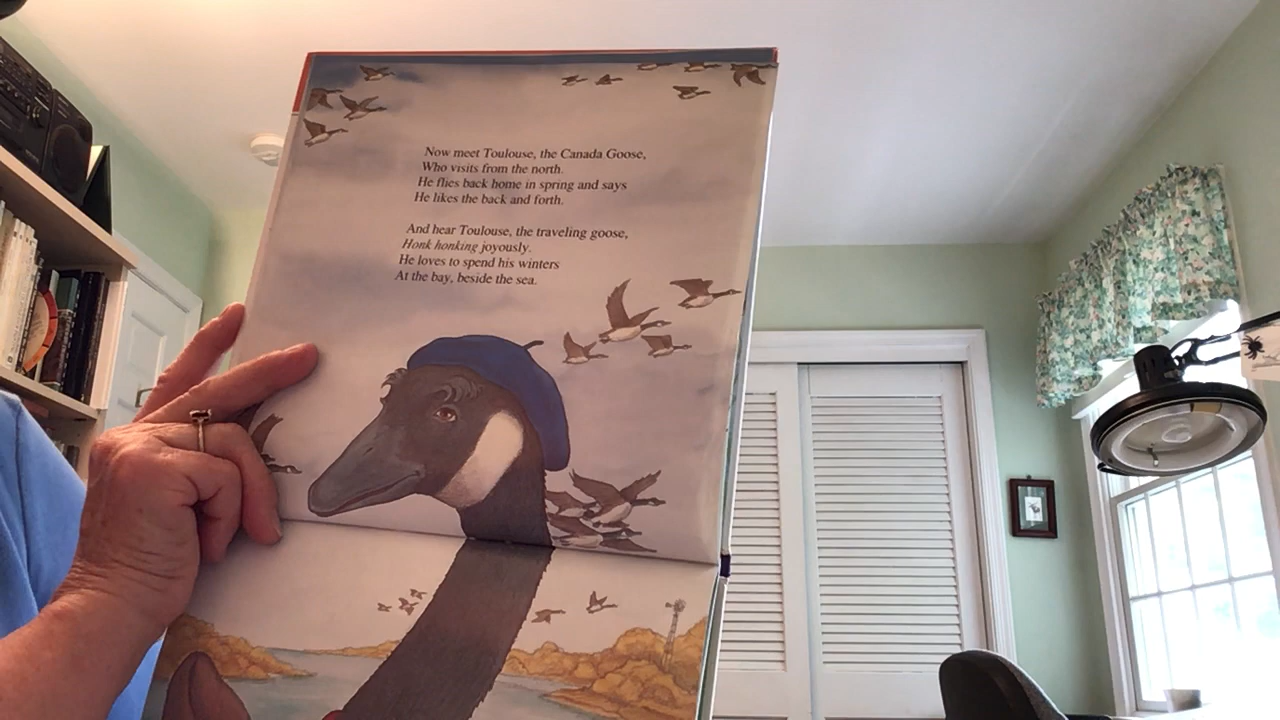 Now meet Toulouse, the Canada Goose,
Who visits from the north.
He flies back home in spring and says
He likes the back and forth.
And hear Toulouse, the traveling goose,
Honk honking joyously.
He loves to spend his winters
At the bay, beside the sea.